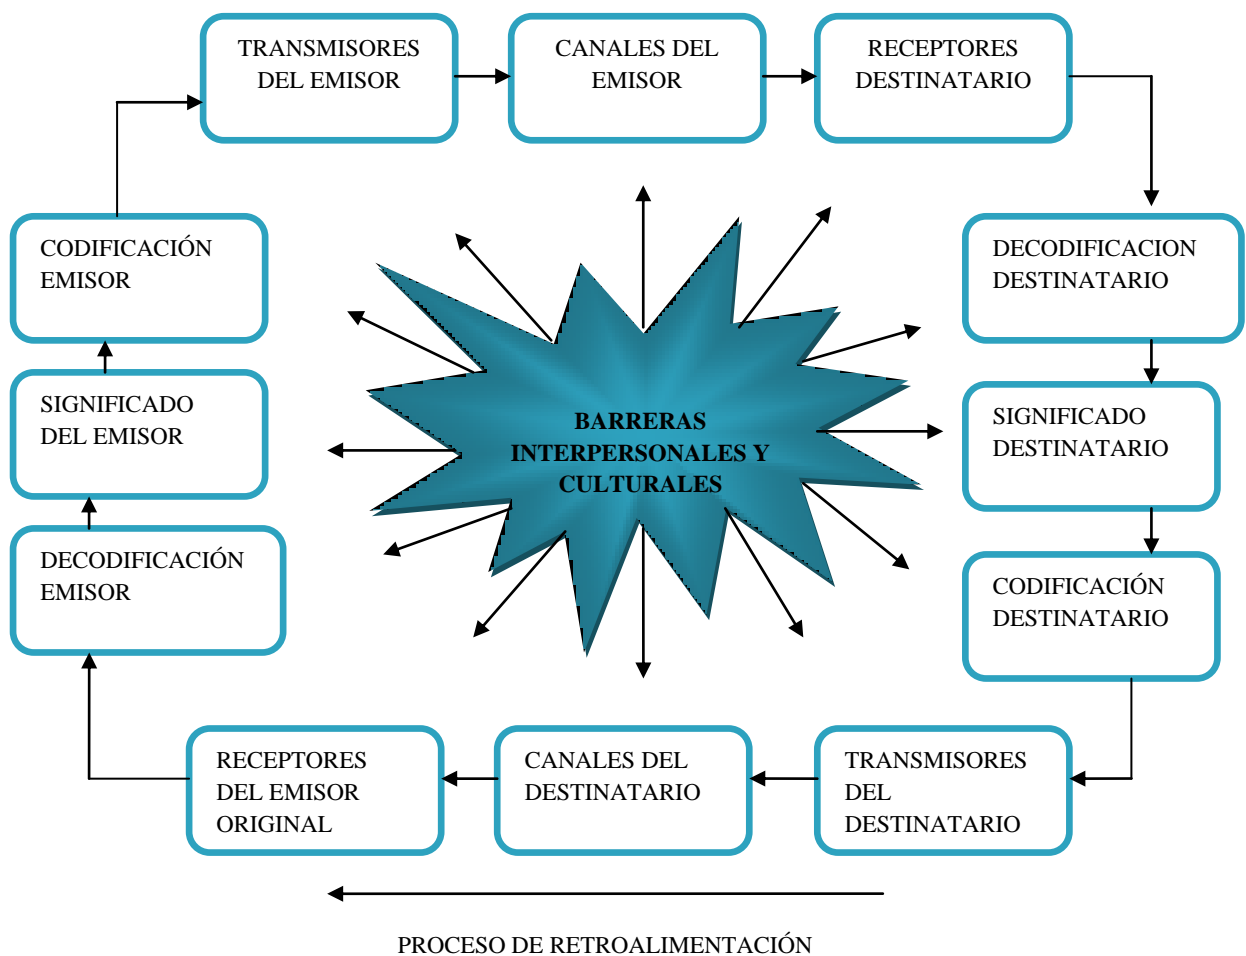 TRANSMISORES
DEL EMISOR
CANALES DEL
EMISOR
RECEPTORES
DESTINATARIO
CODIFICACIÓN
EMISOR
DECODIFICACION
DESTINATARIO
SIGNIFICADO
DEL EMISOR
BARRERAS
INTERPERSONALES Y
CULTURALES
SIGNIFICADO
DESTINATARIO
DECODIFICACIÓN
EMISOR
CODIFICACIÓN
DESTINATARIO
RECEPTORES
DEL EMISOR
ORIGINAL
CANALES DEL
DESTINATARIO
TRANSMISORES
DEL
DESTINATARIO
PROCESO DE RETROALIMENTACIÓN